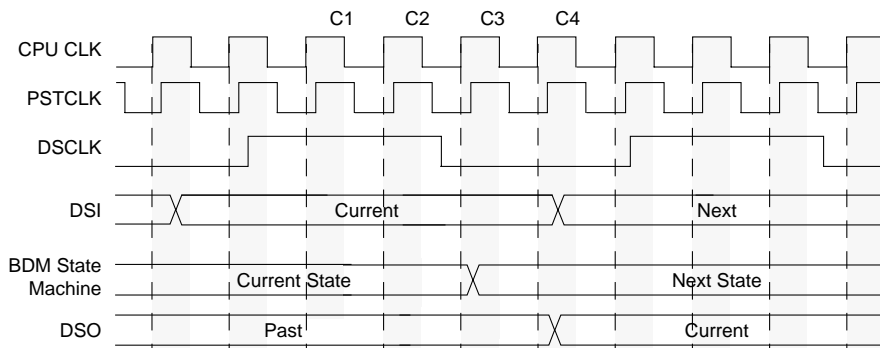 C1 C2 C3 C4
CPU CLK
PSTCLK
DSCLK
DSI Current Next
BDM State
Machine Current State Next State
DSO Past Current